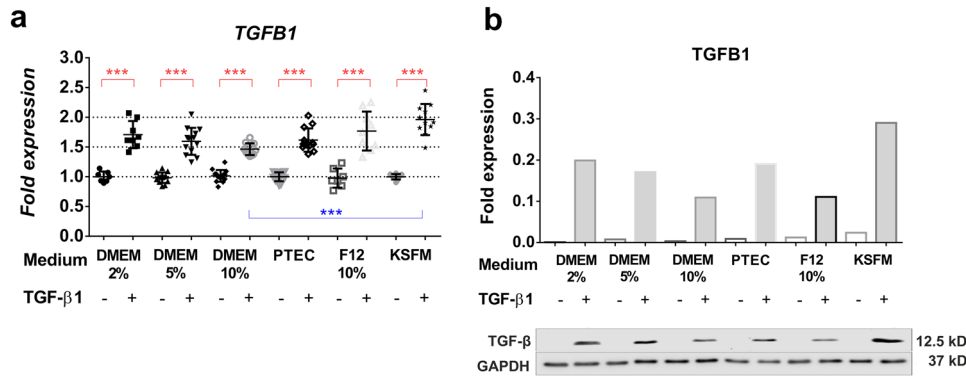 a
TGFB1
Fold expression
3.0
2.5
2.0
1.5
1.0
0.5
0.0
*** *** *** *** *** ***
***
Medium DMEM 2% DMEM 5% DMEM 10% PTEC F12 10% KSFM
TGF-β1 - + - + - + - + - + - +
b
TGFB1
Fold expression
0.4
0.3
0.2
0.1
0.0
Medium DMEM 2% DMEM 5% DMEM 10% PTEC F12 10% KSFM
TGF-β1 - + - + - + - + - + - +
TGF-β 12.5 kD
GAPDH 37 kD